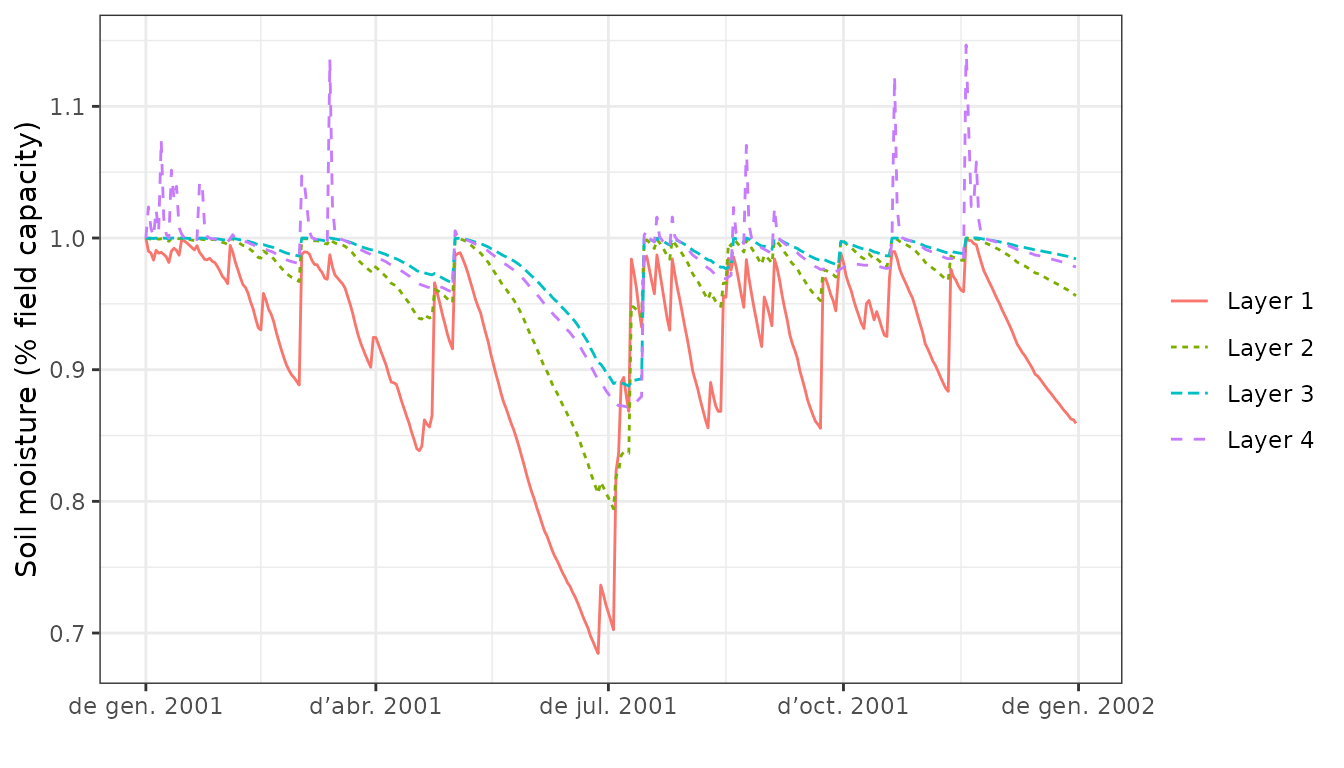 Soil moisture (% field capacity)
1.1
1.0
0.9
0.8
0.7
de gen. 2001
d’abr. 2001
de jul. 2001
d’oct. 2001
de gen. 2002
Layer 1
Layer 2
Layer 3
Layer 4